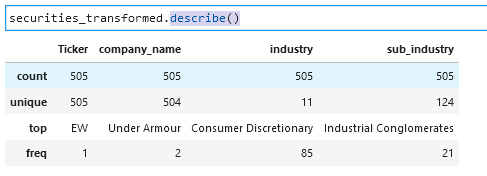 securities_transformed.describe()
Ticker company_name industry sub_industry
count 505 505 505 505
unique 505 504 11 124
top EW Under Armour Consumer Discretionary Industrial Conglomerates
freq 1 2 85 21